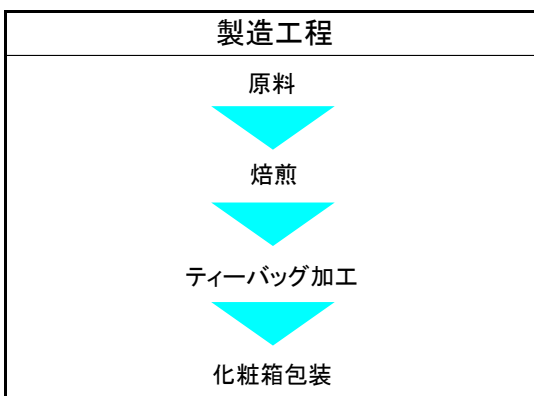 製造工程
原料
焙煎
ティーバッグ加工
化粧箱包装